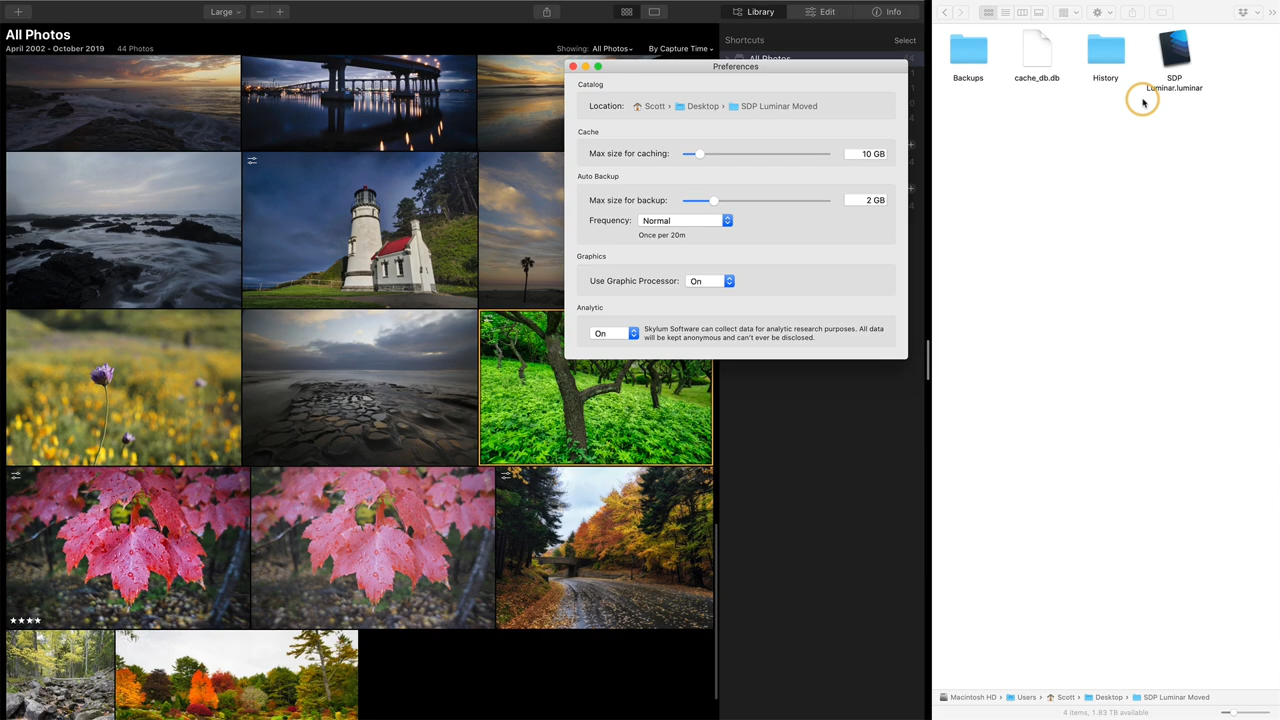 Large
Library
Edit
Info
All Photos
April 2002 - October 2019
44 Photos
Showing: All Photos
By Capture Time
Shortcuts
Select
All Photos
Preferences
Catalog
Location: Scott › Desktop › SDP Luminar Moved
Cache
Max size for caching:
10 GB
Auto Backup
Max size for backup:
2 GB
Frequency: Normal
Once per 20m
Graphics
Use Graphic Processor: On
Analytic
On
Skylum Software can collect data for analytic research purposes. All data
will be kept anonymous and can't ever be disclosed.
Backups
cache_db.db
History
SDP
Luminar.luminar
Macintosh HD › Users › Scott › Desktop › SDP Luminar Moved
4 items, 1.83 TB available